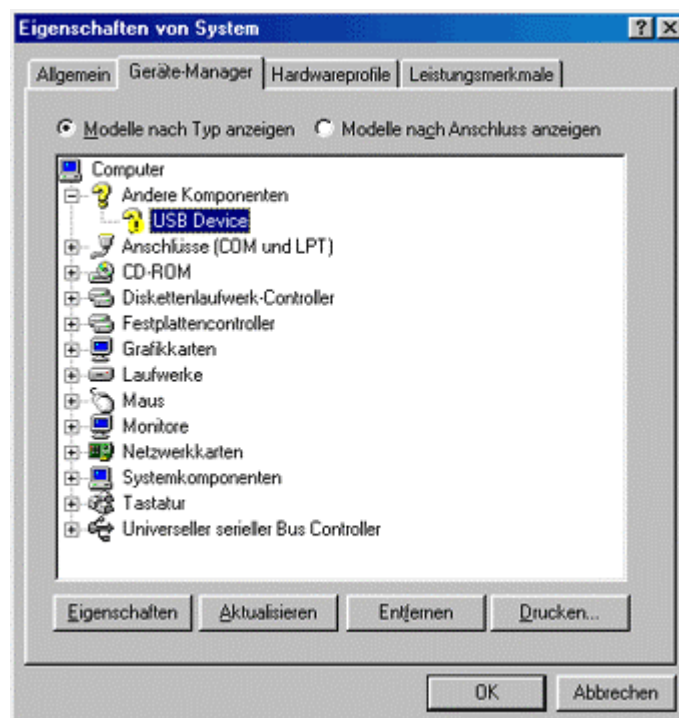 Eigenschaften von System
Allgemein Geräte-Manager Hardwareprofile Leistungsmerkmale
Modelle nach Typ anzeigen Modelle nach Anschluss anzeigen
Computer
Andere Komponenten
USB Device
Anschlüsse (COM und LPT)
CD-ROM
Diskettenlaufwerk-Controller
Festplattencontroller
Grafikkarten
Laufwerke
Maus
Monitore
Netzwerkkarten
Systemkomponenten
Tastatur
Universeller serieller Bus Controller
Eigenschaften Aktualisieren Entfernen Drucken...
OK Abbrechen